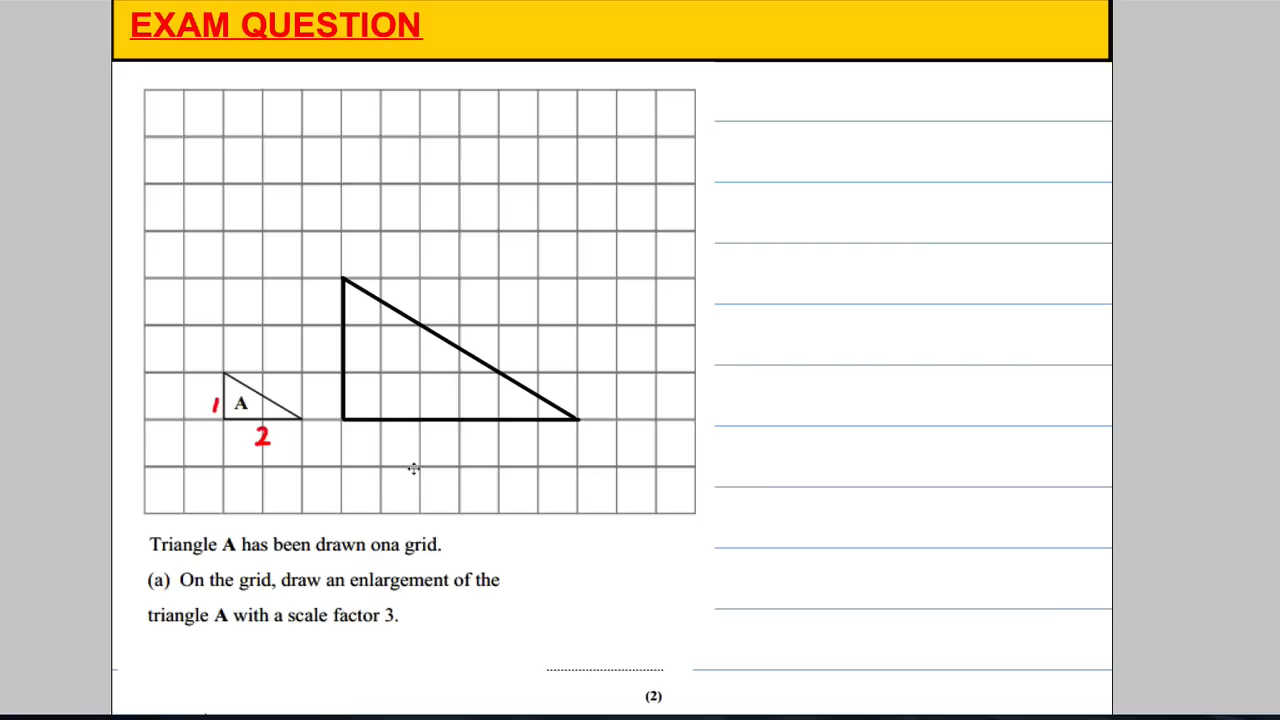 EXAM QUESTION
1
A
2
Triangle A has been drawn ona grid.
(a) On the grid, draw an enlargement of the
triangle A with a scale factor 3.
(2)